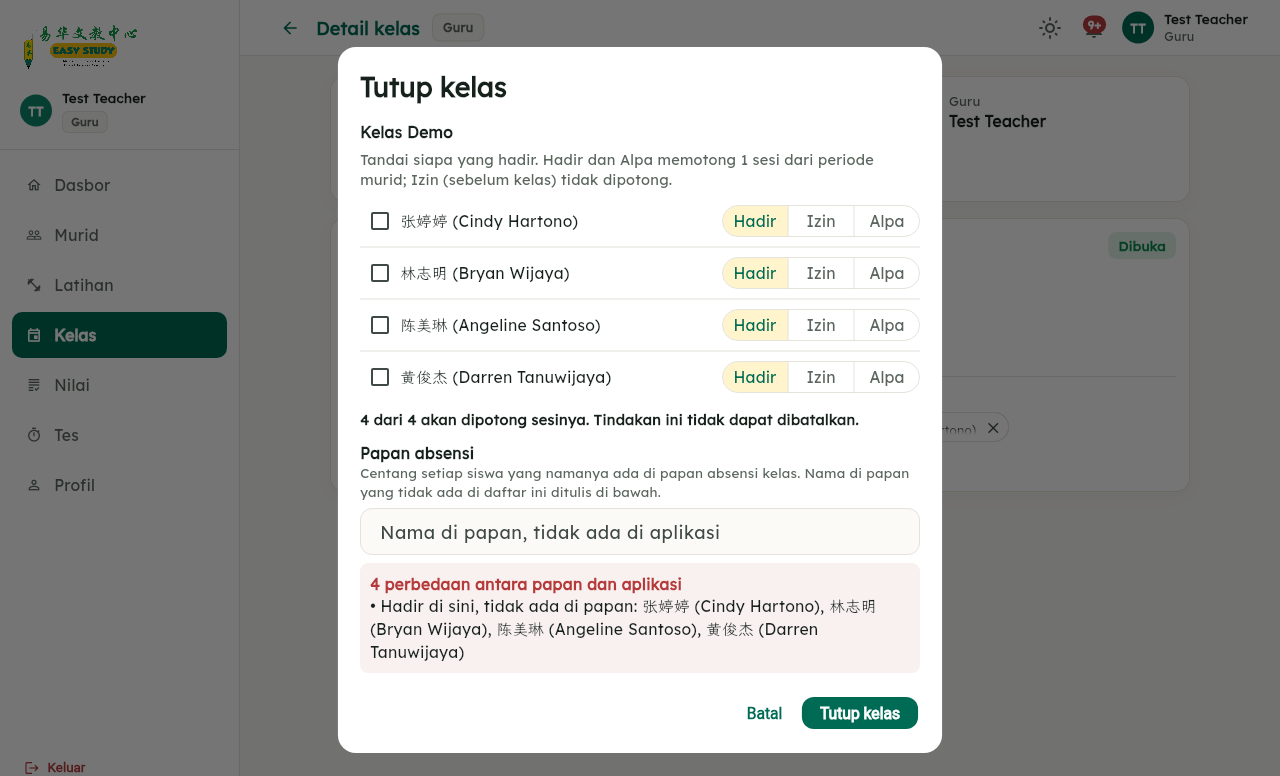 易华文教中心
EASY STUDY
TT
Test Teacher
Guru
Dasbor
Murid
Latihan
Kelas
Nilai
Tes
Profil
Keluar
Detail kelas
Guru
9+
TT
Test Teacher
Guru
Guru
Test Teacher
Dibuka
Tutup kelas
Kelas Demo
Tandai siapa yang hadir. Hadir dan Alpa memotong 1 sesi dari periode
murid; Izin (sebelum kelas) tidak dipotong.
张婷婷 (Cindy Hartono) Hadir Izin Alpa
林志明 (Bryan Wijaya) Hadir Izin Alpa
陈美琳 (Angeline Santoso) Hadir Izin Alpa
黄俊杰 (Darren Tanuwijaya) Hadir Izin Alpa
4 dari 4 akan dipotong sesinya. Tindakan ini tidak dapat dibatalkan.
Papan absensi
Centang setiap siswa yang namanya ada di papan absensi kelas. Nama di papan
yang tidak ada di daftar ini ditulis di bawah.
Nama di papan, tidak ada di aplikasi
4 perbedaan antara papan dan aplikasi
• Hadir di sini, tidak ada di papan: 张婷婷 (Cindy Hartono), 林志明
(Bryan Wijaya), 陈美琳 (Angeline Santoso), 黄俊杰 (Darren
Tanuwijaya)
Batal
Tutup kelas